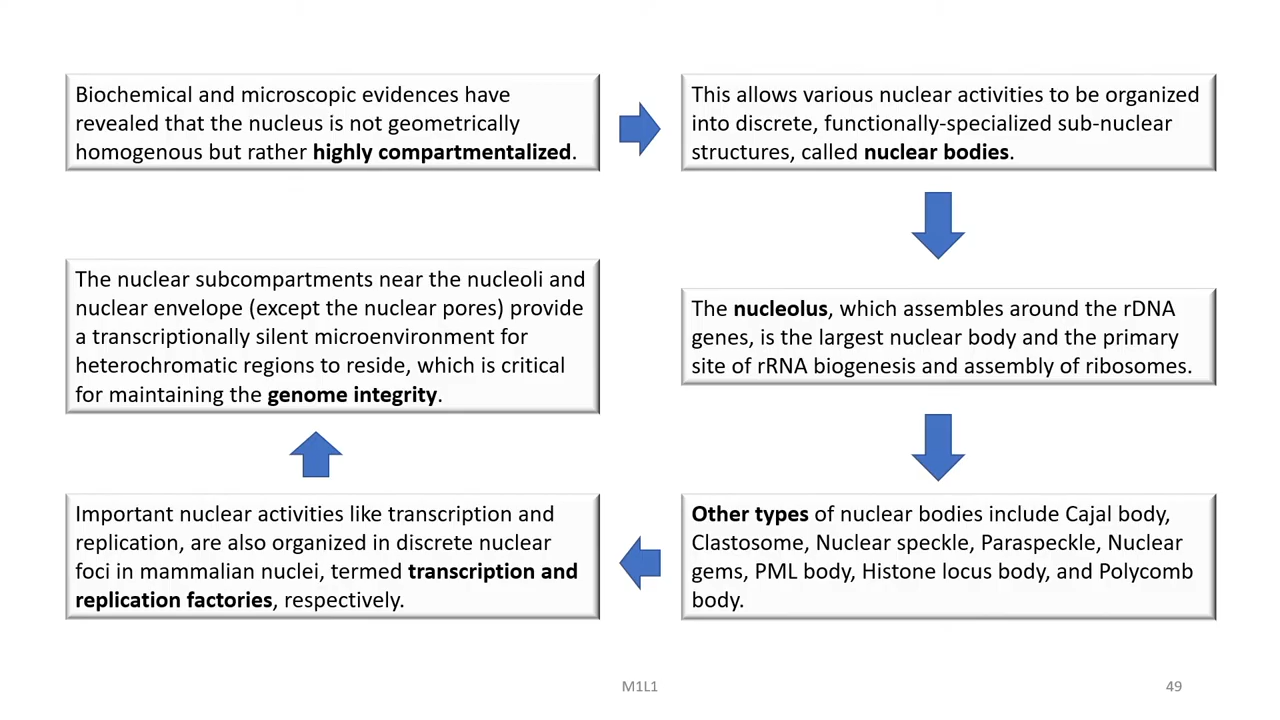 Biochemical and microscopic evidences have
revealed that the nucleus is not geometrically
homogenous but rather highly compartmentalized.
This allows various nuclear activities to be organized
into discrete, functionally-specialized sub-nuclear
structures, called nuclear bodies.
The nucleolus, which assembles around the rDNA
genes, is the largest nuclear body and the primary
site of rRNA biogenesis and assembly of ribosomes.
Other types of nuclear bodies include Cajal body,
Clastosome, Nuclear speckle, Paraspeckle, Nuclear
gems, PML body, Histone locus body, and Polycomb
body.
Important nuclear activities like transcription and
replication, are also organized in discrete nuclear
foci in mammalian nuclei, termed transcription and
replication factories, respectively.
The nuclear subcompartments near the nucleoli and
nuclear envelope (except the nuclear pores) provide
a transcriptionally silent microenvironment for
heterochromatic regions to reside, which is critical
for maintaining the genome integrity.
M1L1
49